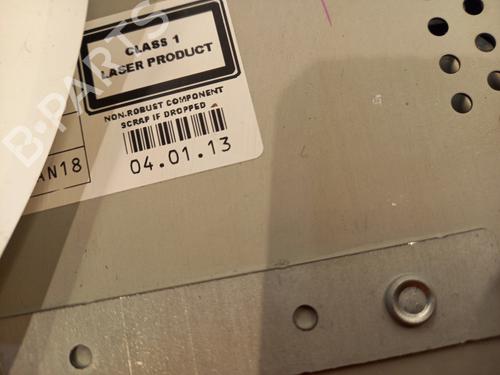 CLASS 1
LASER PRODUCT
NON-ROBUST COMPONENT
SCRAP IF DROPPED
04.01.13
AN18
B-PARTS